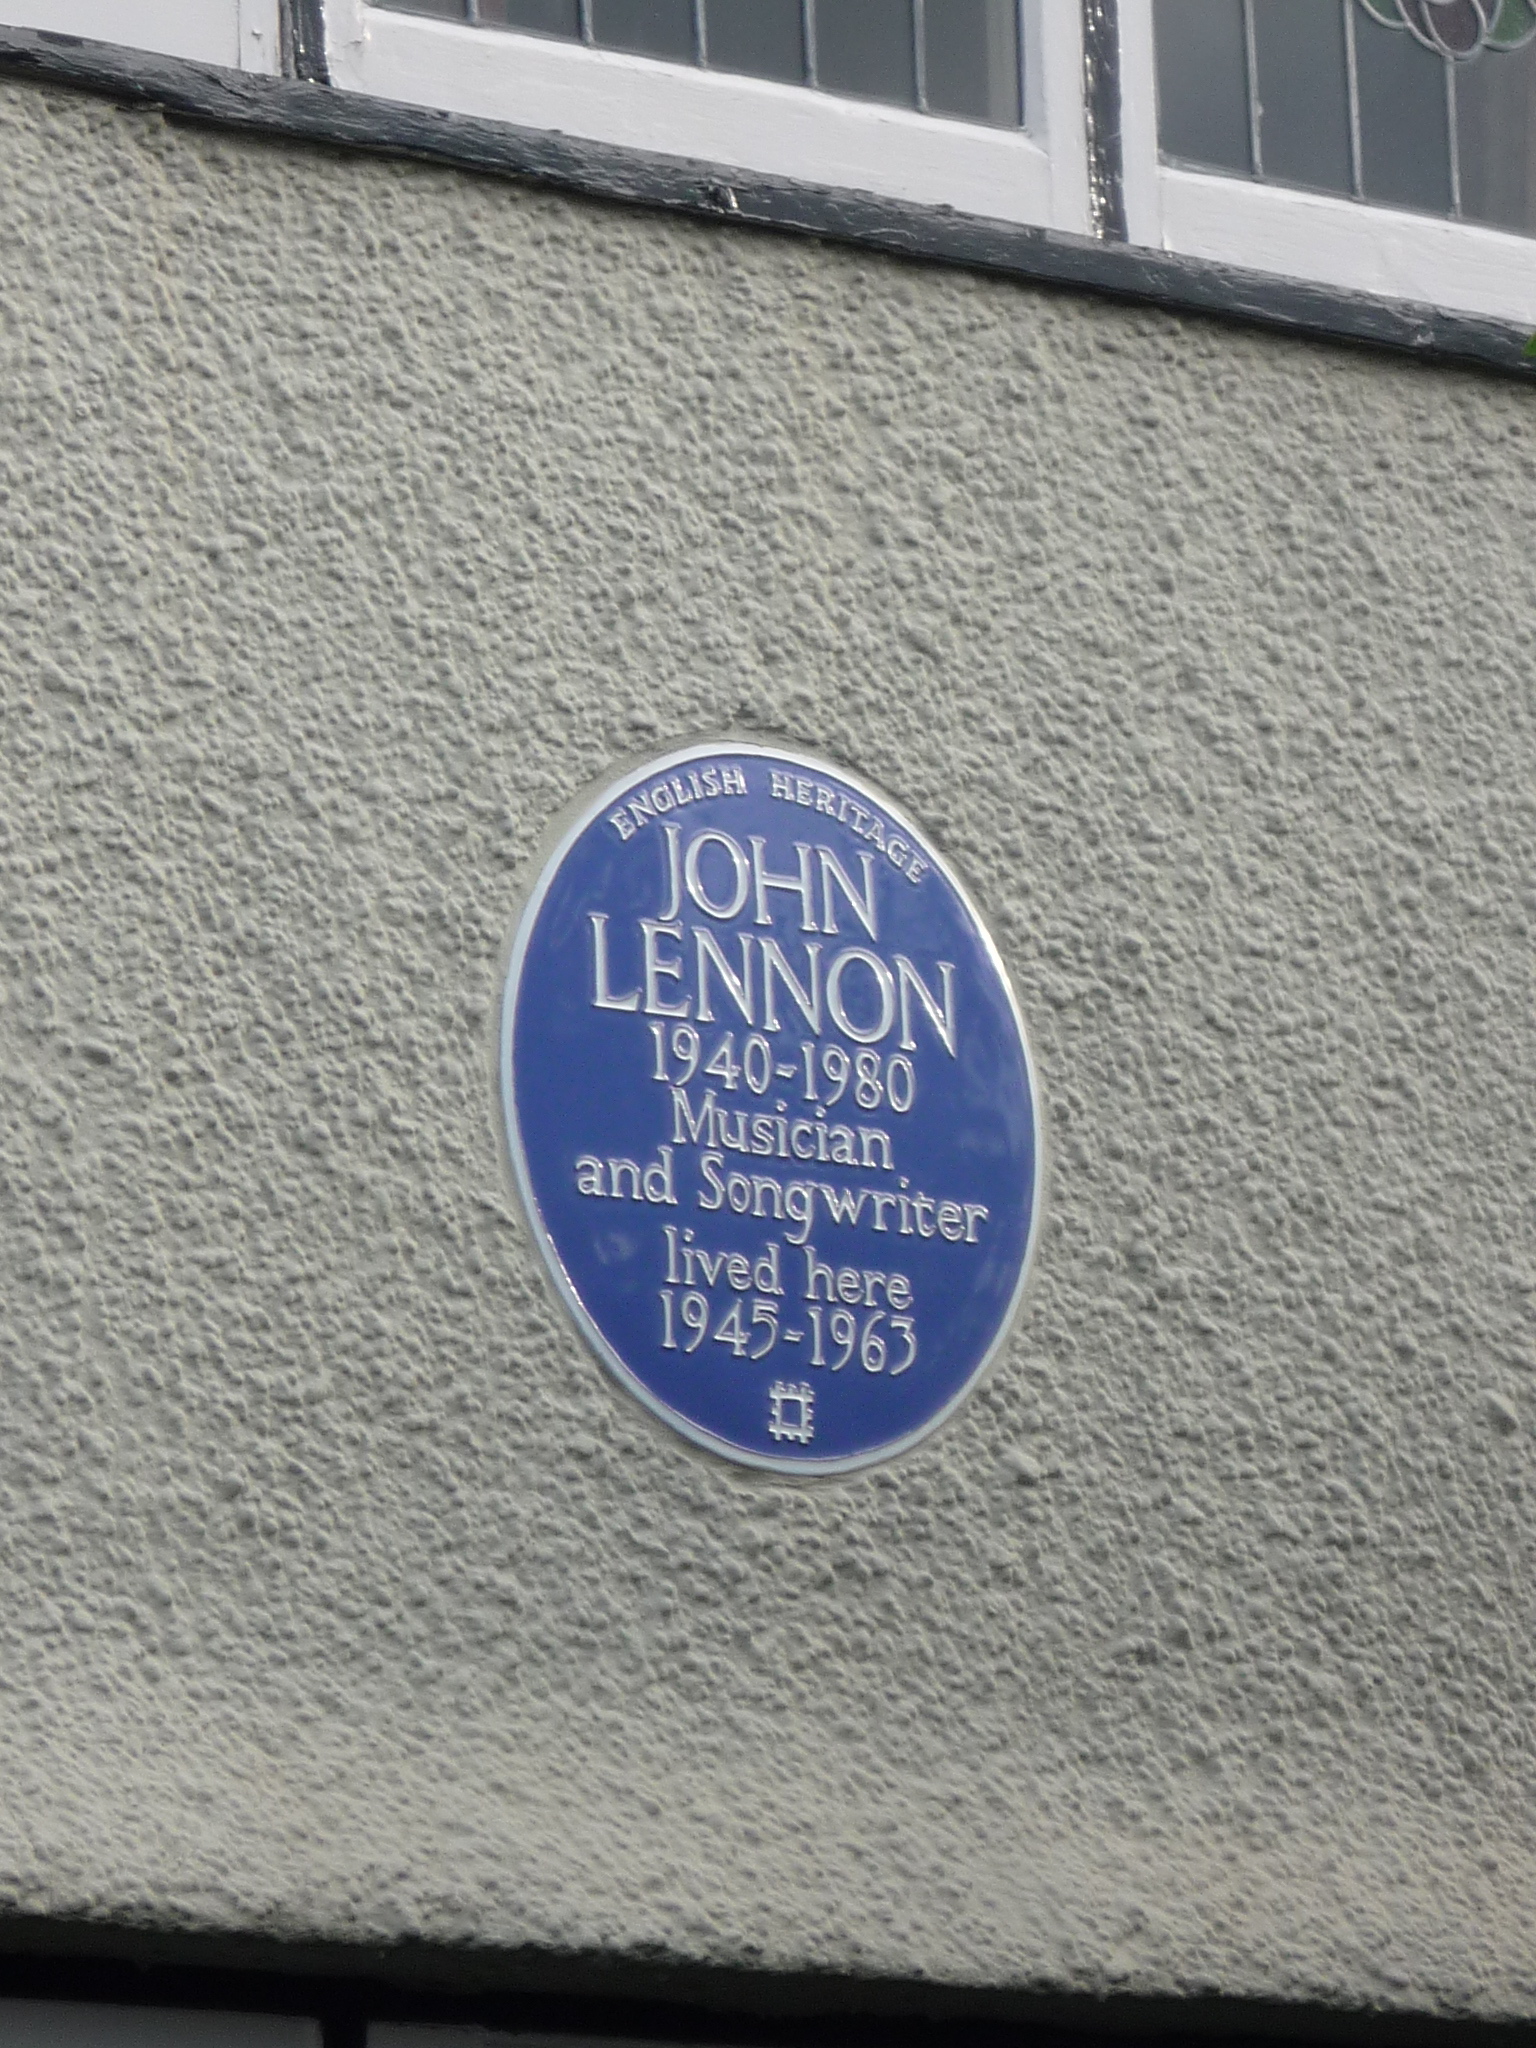 ENGLISH HERITAGE
JOHN
LENNON
1940-1980
Musician
and Songwriter
lived here
1945-1963